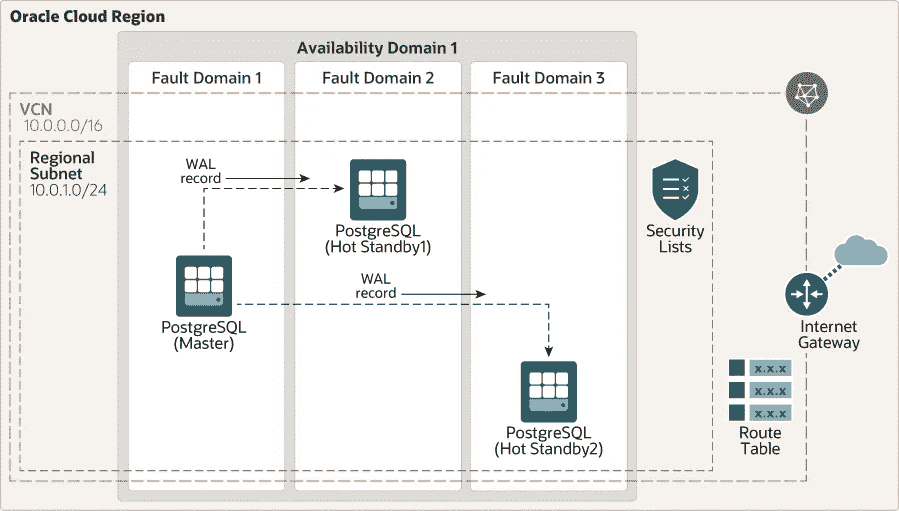 Oracle Cloud Region
Availability Domain 1
Fault Domain 1
Fault Domain 2
Fault Domain 3
VCN
10.0.0.0/16
Regional
Subnet
10.0.1.0/24
WAL
record
PostgreSQL
(Hot Standby1)
Security
Lists
PostgreSQL
(Master)
WAL
record
Internet
Gateway
PostgreSQL
(Hot Standby2)
x.x.x
x.x.x
x.x.x
Route
Table